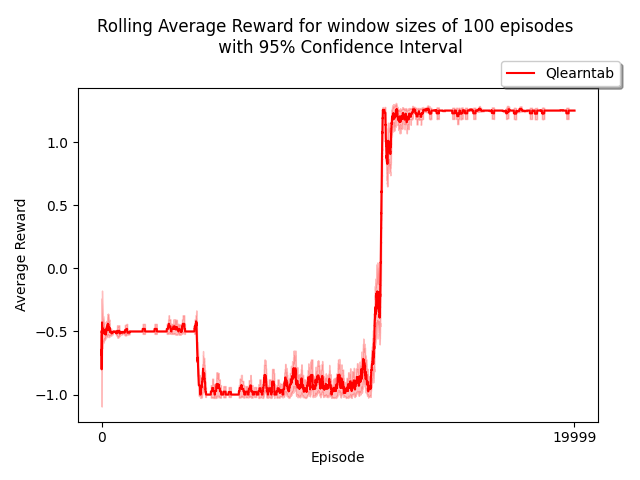 Rolling Average Reward for window sizes of 100 episodes
with 95% Confidence Interval
Qlearntab
1.0
0.5
0.0
−0.5
−1.0
Average Reward
0
19999
Episode